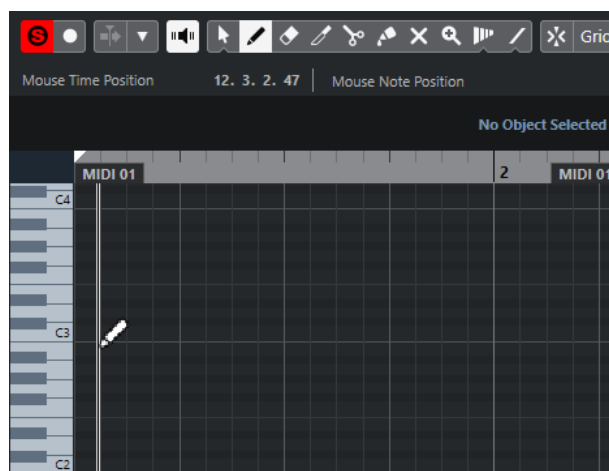 S
Grid
Mouse Time Position 12. 3. 2. 47 Mouse Note Position
No Object Selected
2
MIDI 01 MIDI 01
C4
C3
C2